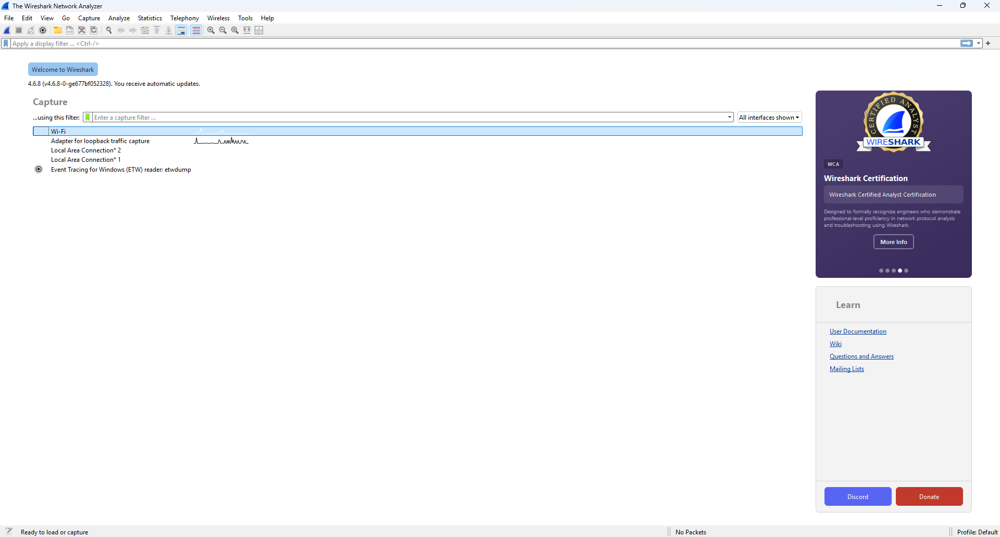 The Wireshark Network Analyzer
File Edit View Go Capture Analyze Statistics Telephony Wireless Tools Help
Apply a display filter ... <Ctrl-/>
Welcome to Wireshark
4.6.8 (v4.6.8-0-ge677bf052328). You receive automatic updates.
Capture
...using this filter: Enter a capture filter ... All interfaces shown
Wi-Fi
Adapter for loopback traffic capture
Local Area Connection* 2
Local Area Connection* 1
Event Tracing for Windows (ETW) reader: etwdump
CERTIFIED ANALYST
WIRESHARK
WCA
Wireshark Certification
Wireshark Certified Analyst Certification
Designed to formally recognize engineers who demonstrate
professional-level proficiency in network protocol analysis
and troubleshooting using Wireshark.
More Info
Learn
User Documentation
Wiki
Questions and Answers
Mailing Lists
Discord Donate
Ready to load or capture No Packets Profile: Default